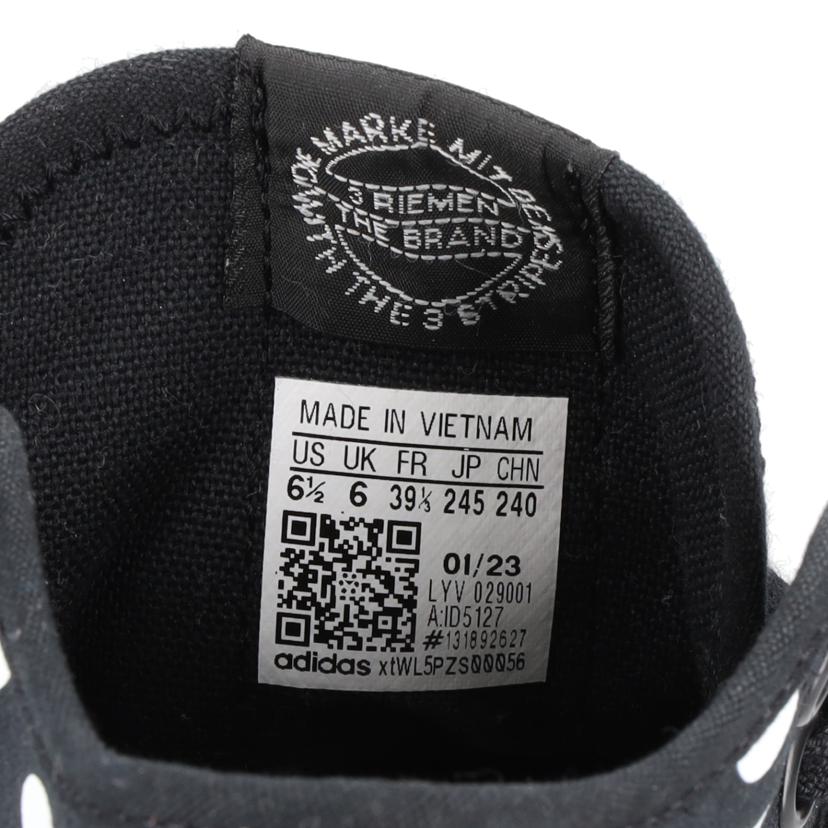 DIE MARKE MIT DEN
3 RIEMEN
THE BRAND
WITH THE 3 STRIPES
MADE IN VIETNAM
US UK FR JP CHN
6½ 6 39⅓ 245 240
01/23
LYV 029001
A:ID5127
#131892627
adidas xtWL5PZS00056